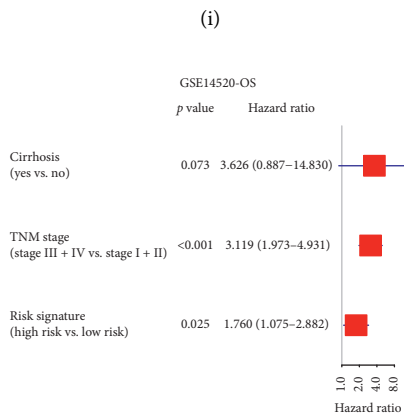 (i)
GSE14520-OS
p value Hazard ratio
Cirrhosis
(yes vs. no) 0.073 3.626 (0.887–14.830)
TNM stage
(stage III + IV vs. stage I + II) <0.001 3.119 (1.973–4.931)
Risk signature
(high risk vs. low risk) 0.025 1.760 (1.075–2.882)
1.0 2.0 4.0 8.0
Hazard ratio